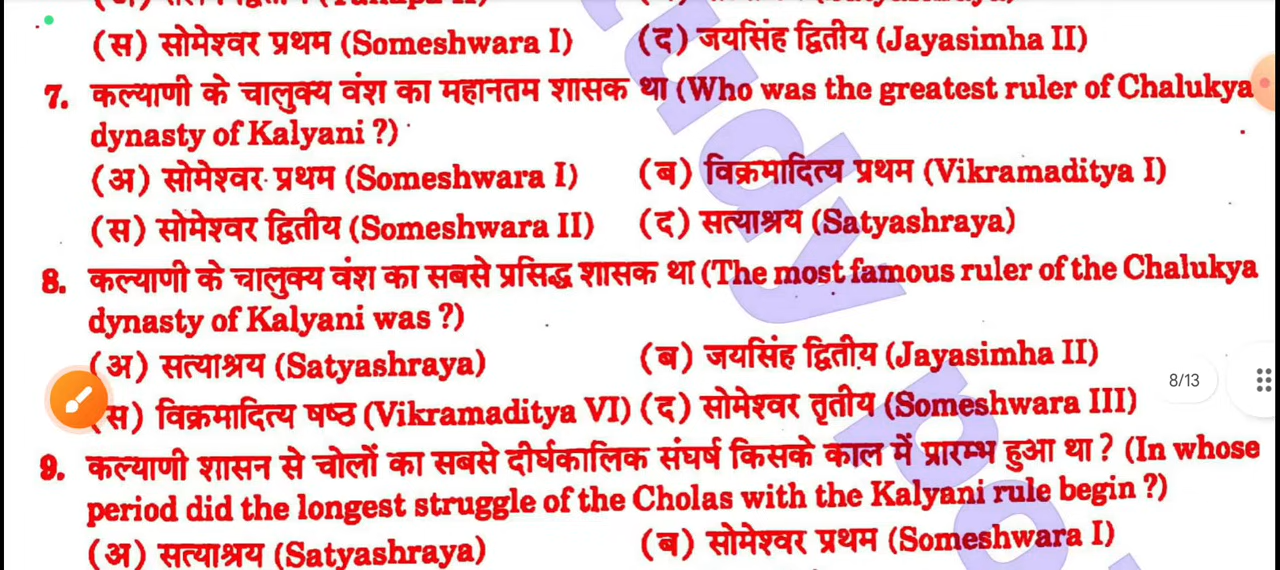 (स) सोमेश्वर प्रथम (Someshwara I) (द) जयसिंह द्वितीय (Jayasimha II)
7. कल्याणी के चालुक्य वंश का महानतम शासक था (Who was the greatest ruler of Chalukya
dynasty of Kalyani ?)
(अ) सोमेश्वर प्रथम (Someshwara I) (ब) विक्रमादित्य प्रथम (Vikramaditya I)
(स) सोमेश्वर द्वितीय (Someshwara II) (द) सत्याश्रय (Satyashraya)
8. कल्याणी के चालुक्य वंश का सबसे प्रसिद्ध शासक था (The most famous ruler of the Chalukya
dynasty of Kalyani was ?)
(अ) सत्याश्रय (Satyashraya) (ब) जयसिंह द्वितीय (Jayasimha II)
8/13
(स) विक्रमादित्य षष्ठ (Vikramaditya VI) (द) सोमेश्वर तृतीय (Someshwara III)
9. कल्याणी शासन से चोलों का सबसे दीर्घकालिक संघर्ष किसके काल में प्रारम्भ हुआ था ? (In whose
period did the longest struggle of the Cholas with the Kalyani rule begin ?)
(अ) सत्याश्रय (Satyashraya) (ब) सोमेश्वर प्रथम (Someshwara I)